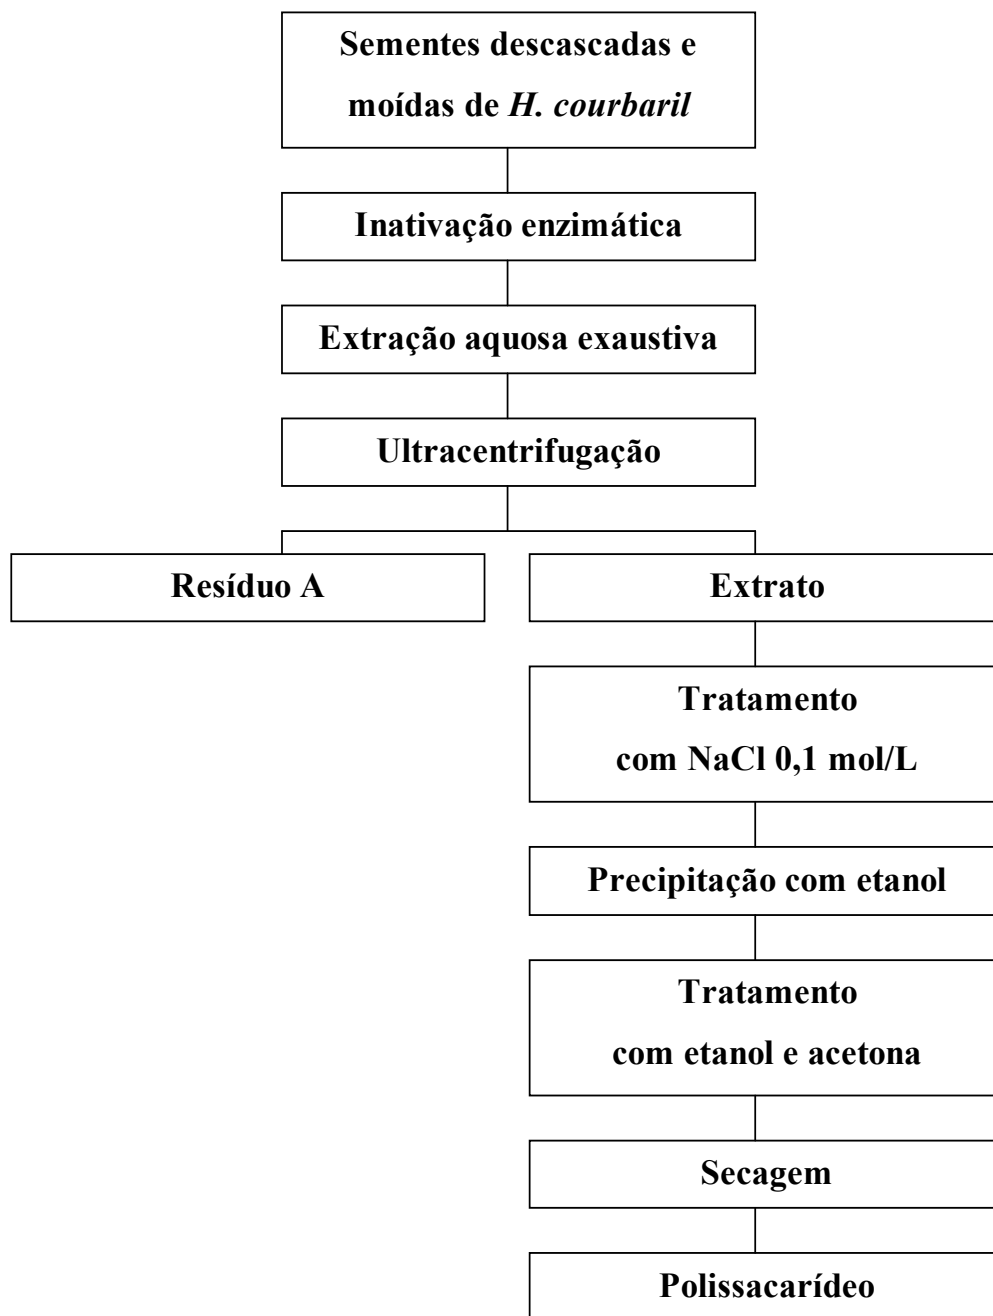 Sementes descascadas e
moídas de H. courbaril
Inativação enzimática
Extração aquosa exaustiva
Ultracentrifugação
Resíduo A
Extrato
Tratamento
com NaCl 0,1 mol/L
Precipitação com etanol
Tratamento
com etanol e acetona
Secagem
Polissacarídeo